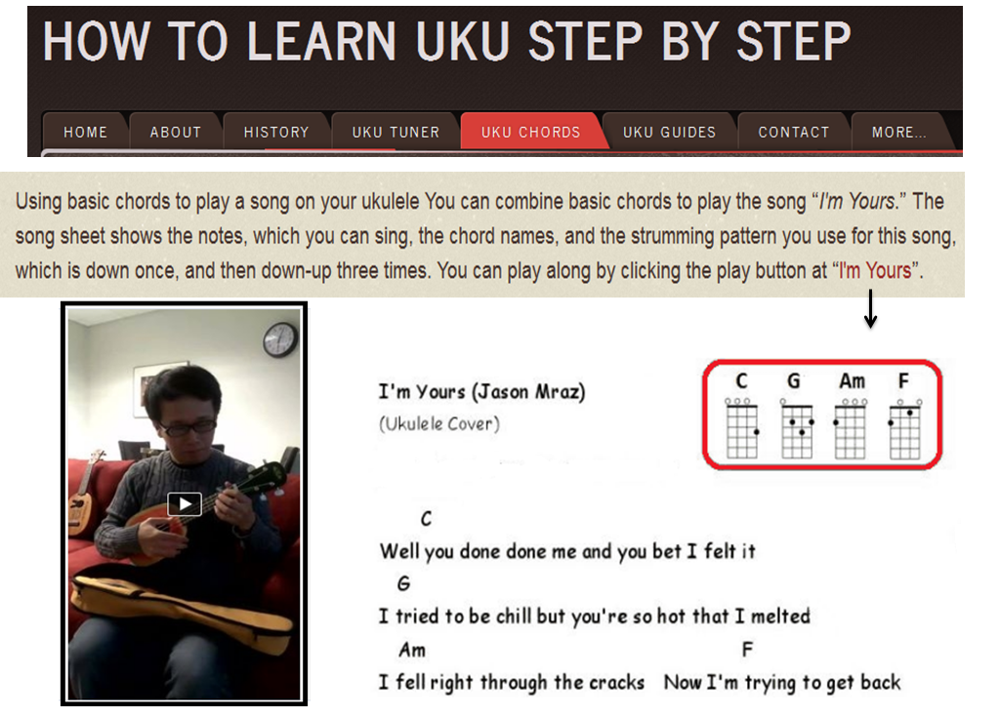 HOW TO LEARN UKU STEP BY STEP
HOME ABOUT HISTORY UKU TUNER UKU CHORDS UKU GUIDES CONTACT MORE...
Using basic chords to play a song on your ukulele You can combine basic chords to play the song “I'm Yours.” The
song sheet shows the notes, which you can sing, the chord names, and the strumming pattern you use for this song,
which is down once, and then down-up three times. You can play along by clicking the play button at “I'm Yours”.
I'm Yours (Jason Mraz)
(Ukulele Cover)
C G Am F
C
Well you done done me and you bet I felt it
G
I tried to be chill but you're so hot that I melted
Am F
I fell right through the cracks Now I'm trying to get back